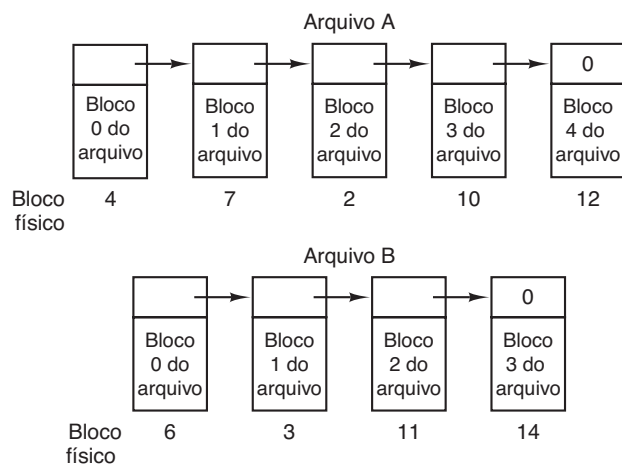 Arquivo A
0
Bloco Bloco Bloco Bloco Bloco
0 do 1 do 2 do 3 do 4 do
arquivo arquivo arquivo arquivo arquivo
Bloco 4 7 2 10 12
físico
Arquivo B
0
Bloco Bloco Bloco Bloco
0 do 1 do 2 do 3 do
arquivo arquivo arquivo arquivo
Bloco 6 3 11 14
físico